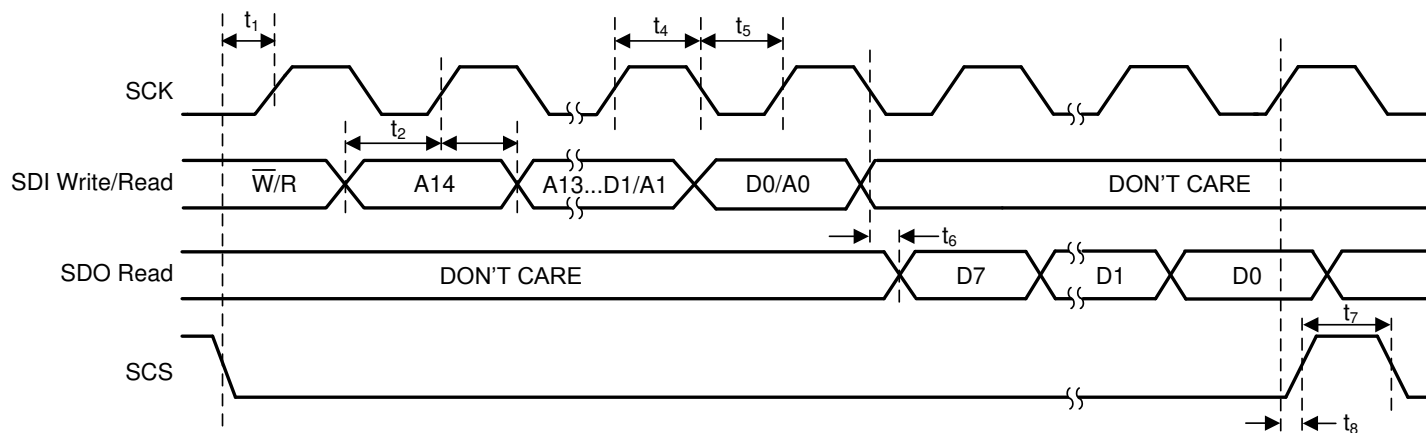 t1 t4 t5
SCK
t2
SDI Write/Read W̅/R A14 A13...D1/A1 D0/A0 DON'T CARE
t6
SDO Read DON'T CARE D7 D1 D0
t7
SCS
t8